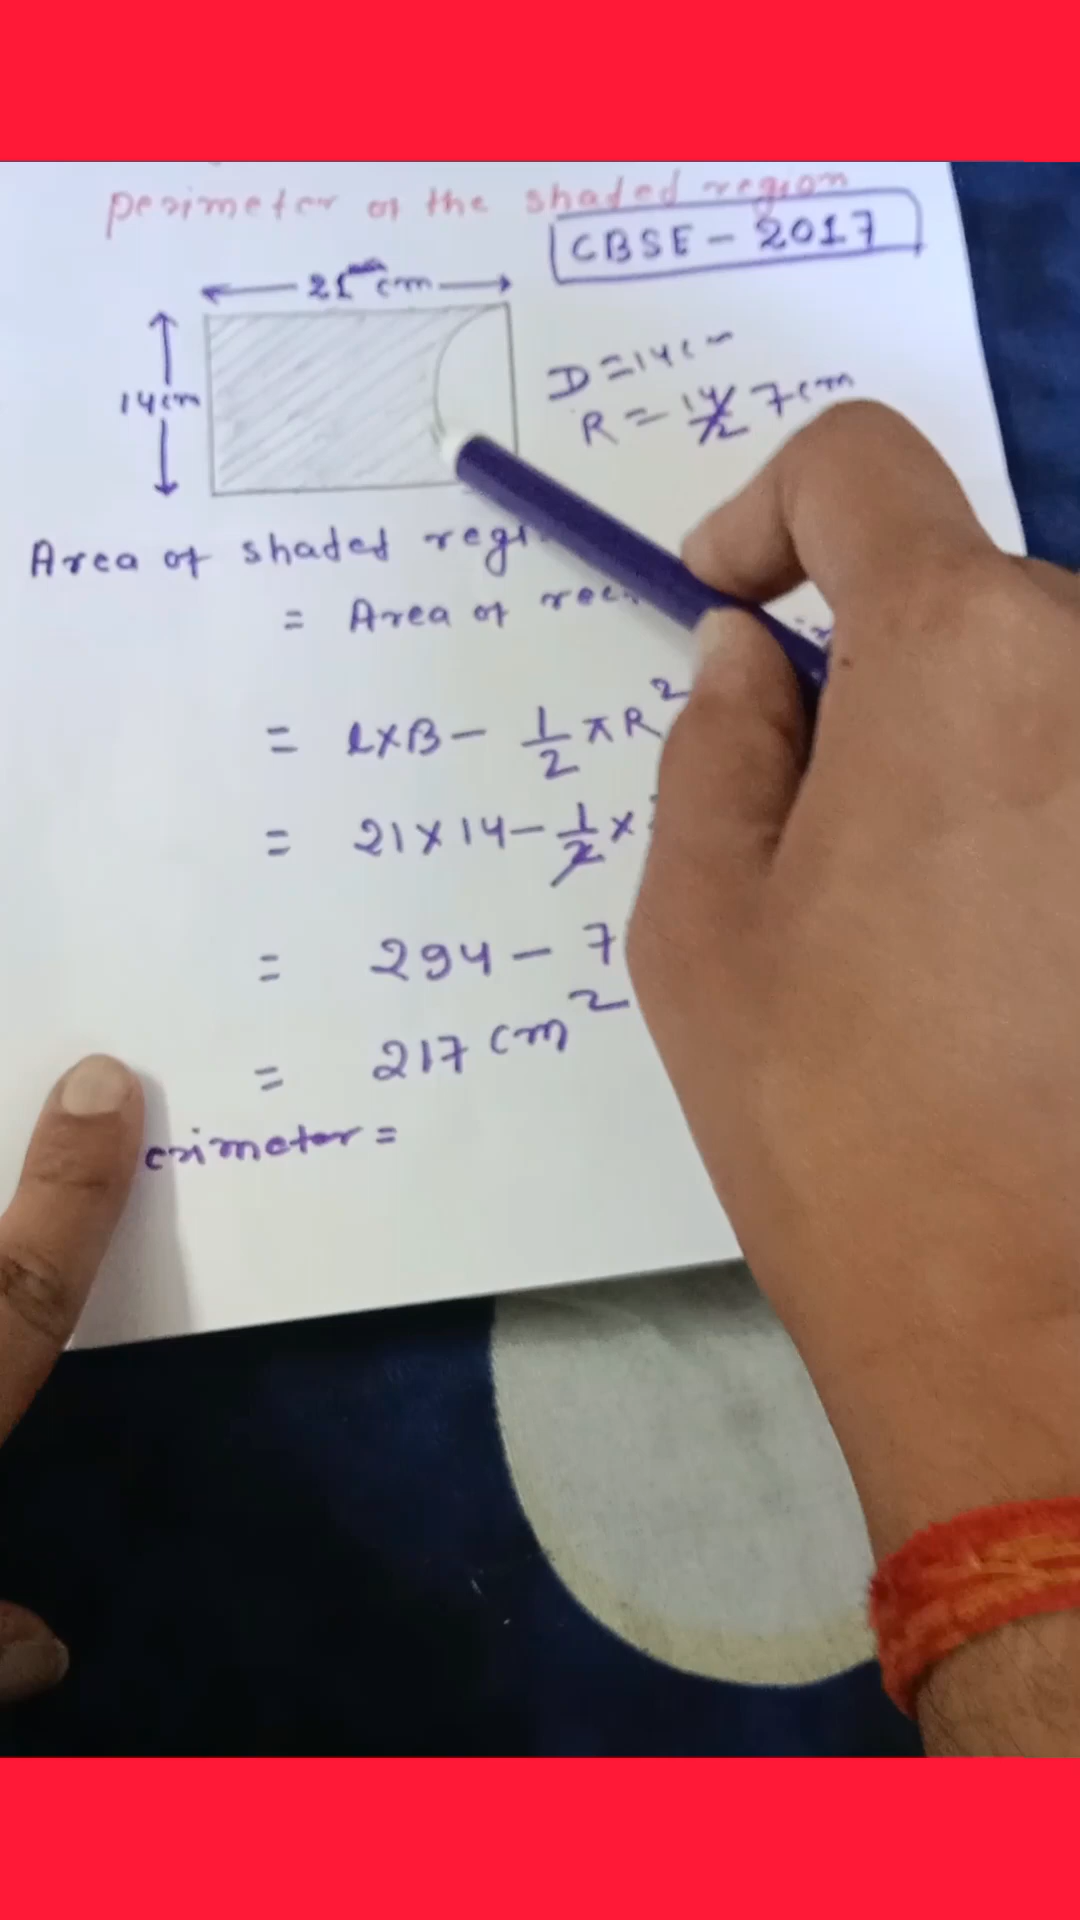 perimeter of the shaded region
CBSE - 2017
21 cm
14cm
D = 14cm
R = 14/2 7cm
Area of shaded
= Area of
= l×B - 1/2 πR²
= 21×14 - 1/2 ×
= 294 - 7
= 217 cm²
erimeter =